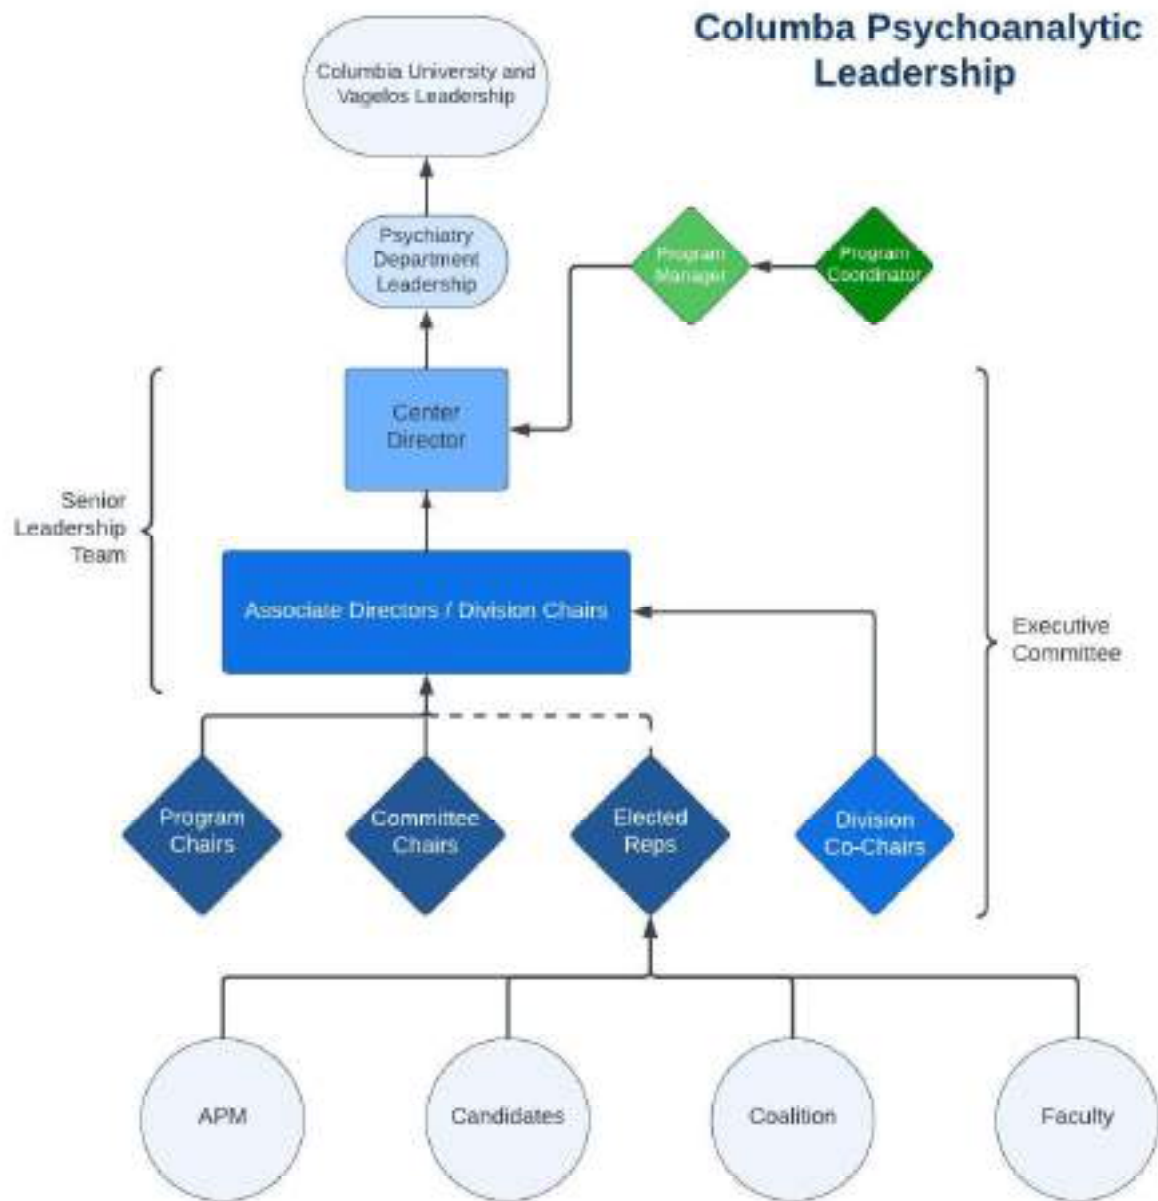 Columba Psychoanalytic
Leadership
Columbia University and
Vagelos Leadership
Psychiatry
Department
Leadership
Program
Manager
Program
Coordinator
Center
Director
Senior
Leadership
Team
Associate Directors / Division Chairs
Executive
Committee
Program
Chairs
Committee
Chairs
Elected
Reps
Division
Co-Chairs
APM
Candidates
Coalition
Faculty